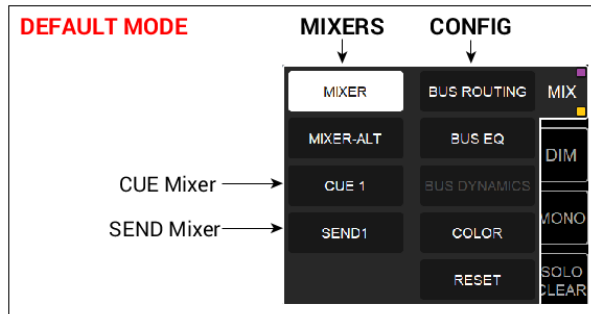 DEFAULT MODE MIXERS CONFIG
MIXER BUS ROUTING MIX
MIXER-ALT BUS EQ DIM
CUE Mixer CUE 1 BUS DYNAMICS
SEND Mixer SEND1 COLOR MONO
RESET SOLO
CLEAR